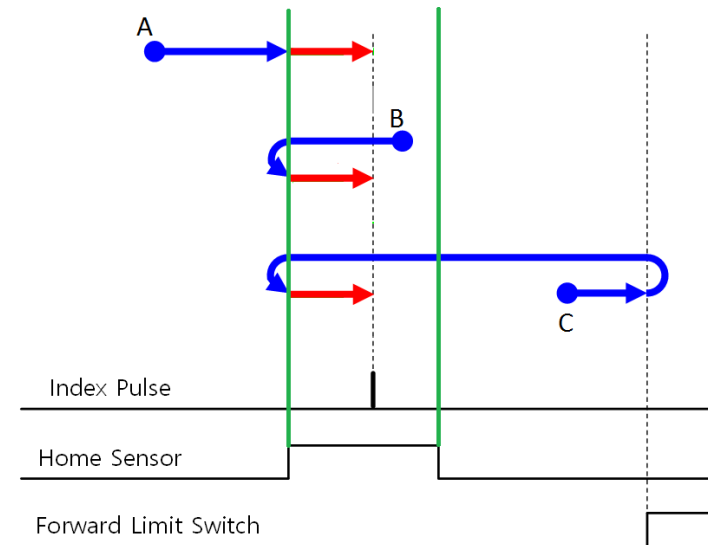 A
B
C
Index Pulse
Home Sensor
Forward Limit Switch